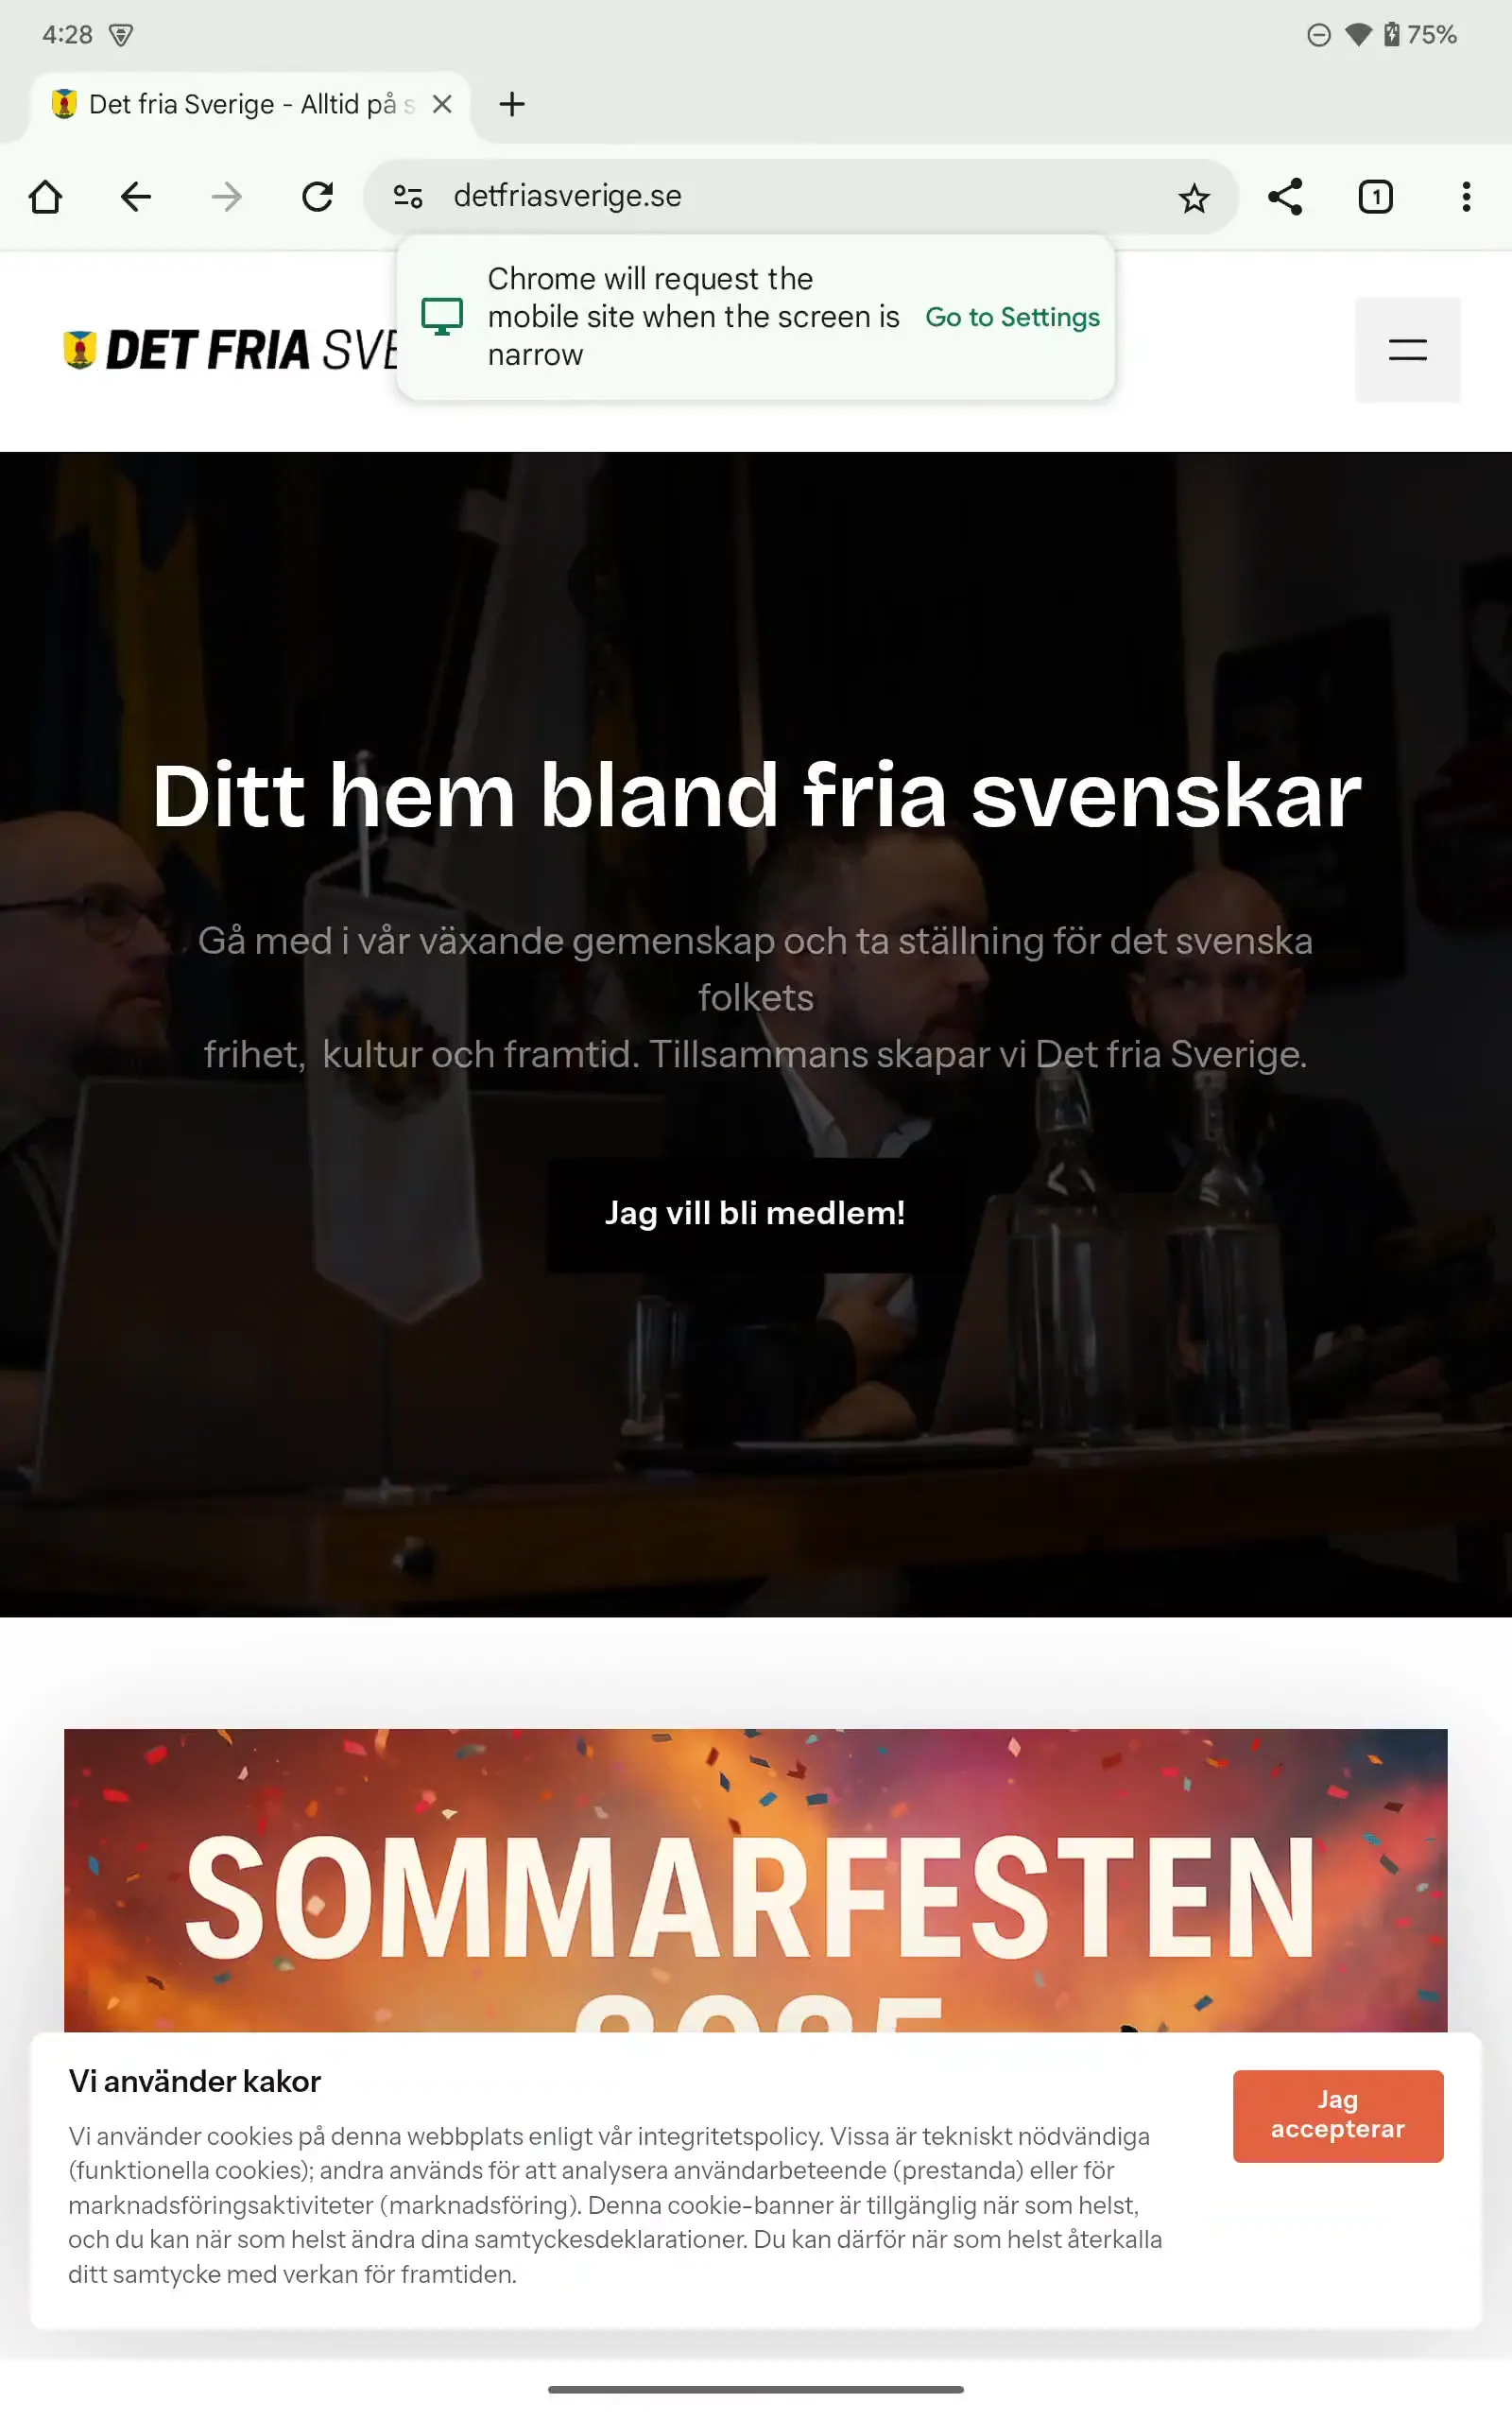 4:28
75%
Det fria Sverige - Alltid på s
detfriasverige.se
1
Chrome will request the
mobile site when the screen is
narrow
Go to Settings
DET FRIA SVE
Ditt hem bland fria svenskar
Gå med i vår växande gemenskap och ta ställning för det svenska
folkets
frihet, kultur och framtid. Tillsammans skapar vi Det fria Sverige.
Jag vill bli medlem!
SOMMARFESTEN
2025
Vi använder kakor
Vi använder cookies på denna webbplats enligt vår integritetspolicy. Vissa är tekniskt nödvändiga
(funktionella cookies); andra används för att analysera användarbeteende (prestanda) eller för
marknadsföringsaktiviteter (marknadsföring). Denna cookie-banner är tillgänglig när som helst,
och du kan när som helst ändra dina samtyckesdeklarationer. Du kan därför när som helst återkalla
ditt samtycke med verkan för framtiden.
Jag
accepterar